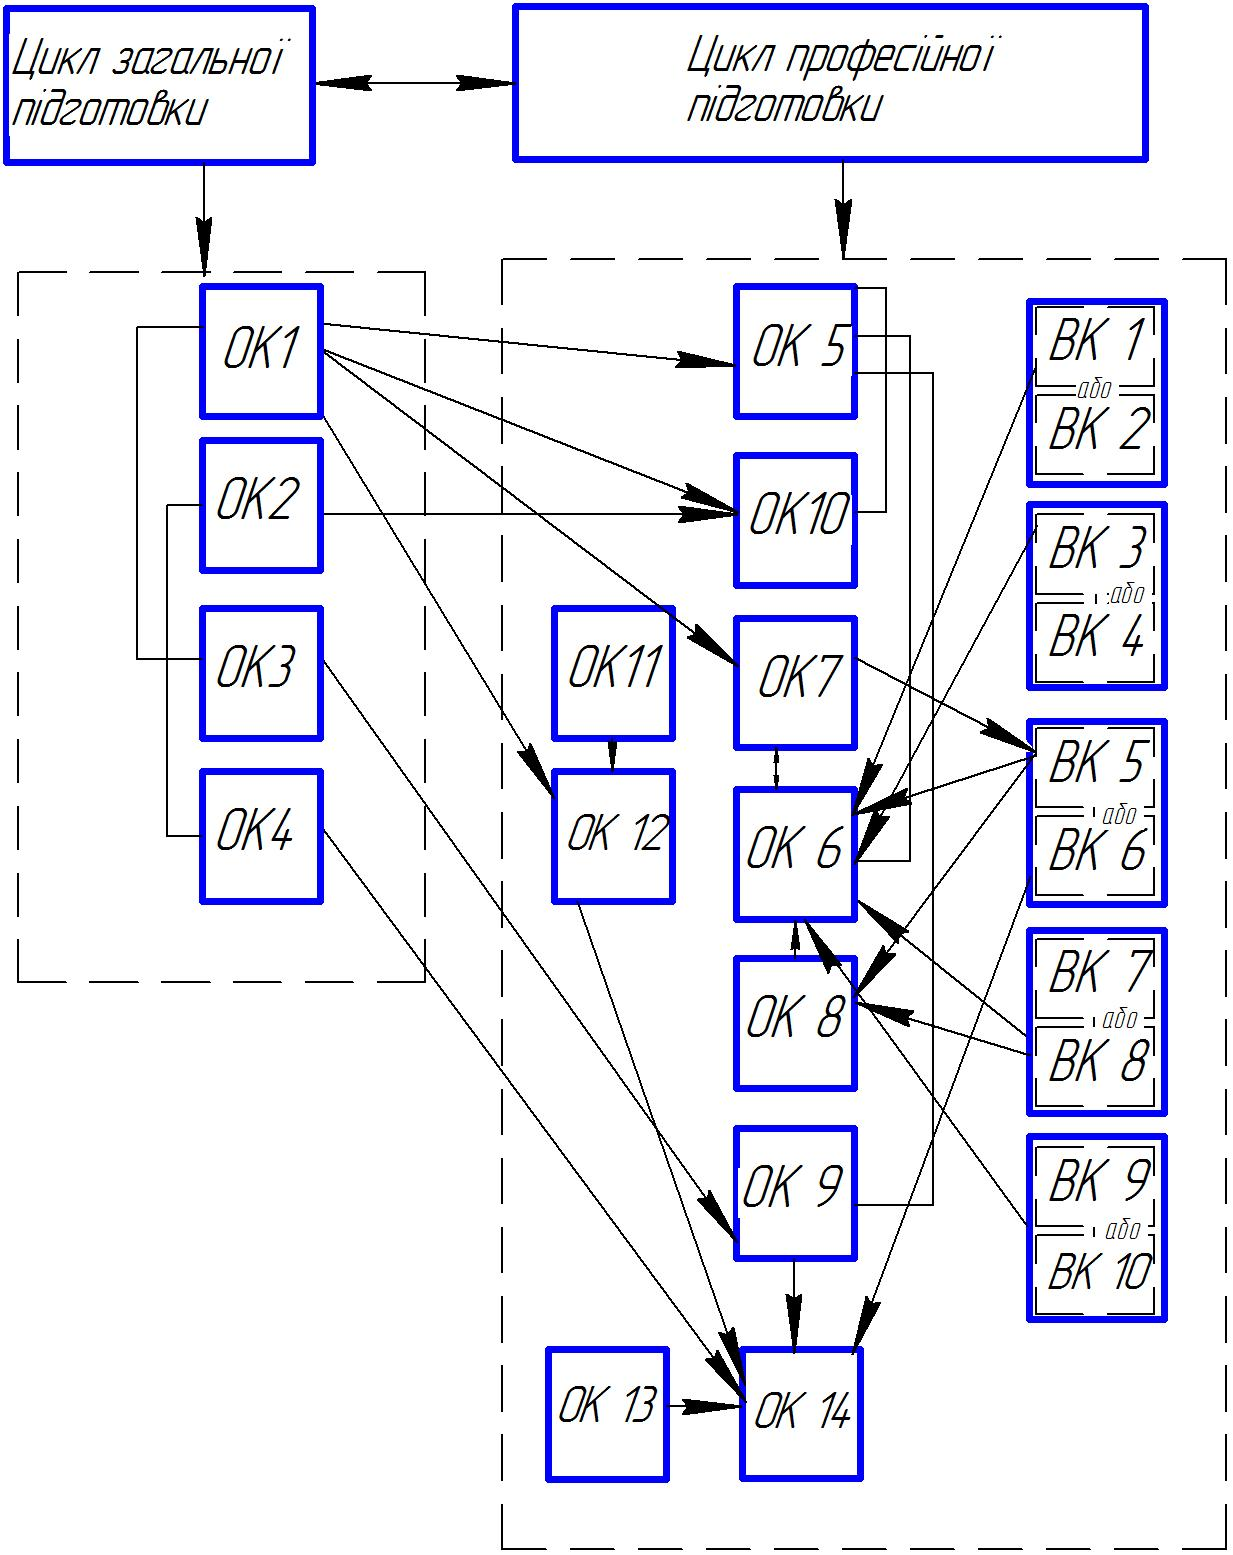 Цикл загальної
підготовки
Цикл професійної
підготовки
ОК1
ОК2
ОК3
ОК4
ОК 5
ОК10
ОК11
ОК7
ОК 12
ОК 6
ОК 8
ОК 9
ОК 13
ОК 14
ВК 1
або
ВК 2
ВК 3
або
ВК 4
ВК 5
або
ВК 6
ВК 7
або
ВК 8
ВК 9
або
ВК 10